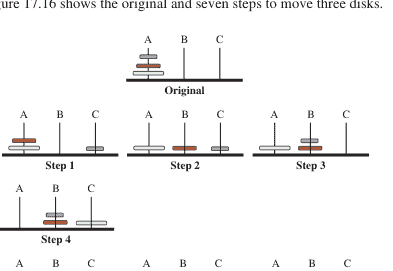 gure 17.16 shows the original and seven steps to move three disks.
A B C
Original
A B C A B C A B C
Step 1 Step 2 Step 3
A B C
Step 4
A B C A B C A B C